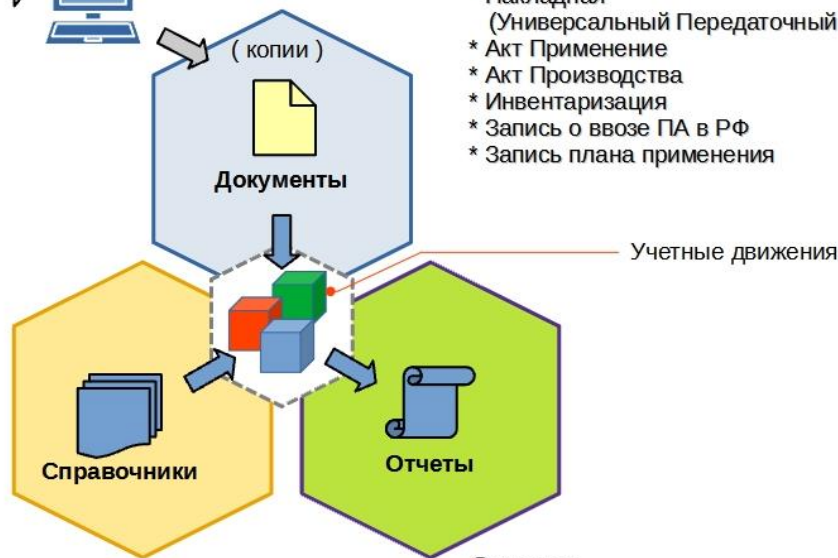 (Универсальный Передаточный
( копии )
* Акт Применение
* Акт Производства
* Инвентаризация
* Запись о ввозе ПА в РФ
* Запись плана применения
Документы
Учетные движения
Справочники
Отчеты